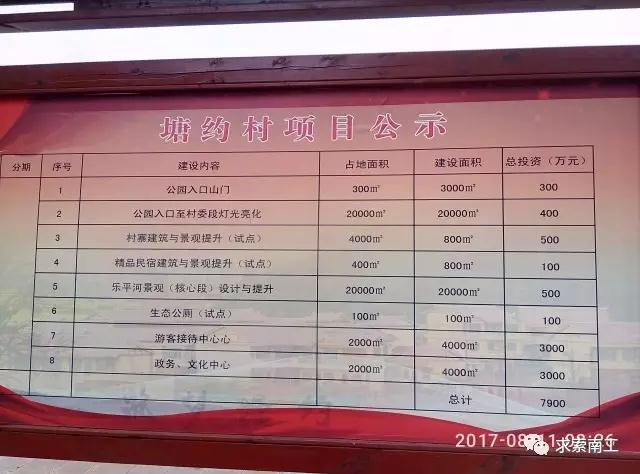 塘约村项目公示
分期 序号 建设内容 占地面积 建设面积 总投资（万元）
1 公园入口山门 300㎡ 3000㎡ 300
2 公园入口至村委段灯光亮化 20000㎡ 20000㎡ 400
3 村寨建筑与景观提升（试点） 4000㎡ 800㎡ 500
4 精品民宿建筑与景观提升（试点） 400㎡ 800㎡ 100
5 乐平河景观（核心段）设计与提升 20000㎡ 20000㎡ 500
6 生态公厕（试点） 100㎡ 100㎡ 100
7 游客接待中心心 2000㎡ 4000㎡ 3000
8 政务、文化中心 2000㎡ 4000㎡ 3000
总计 7900
求索南工